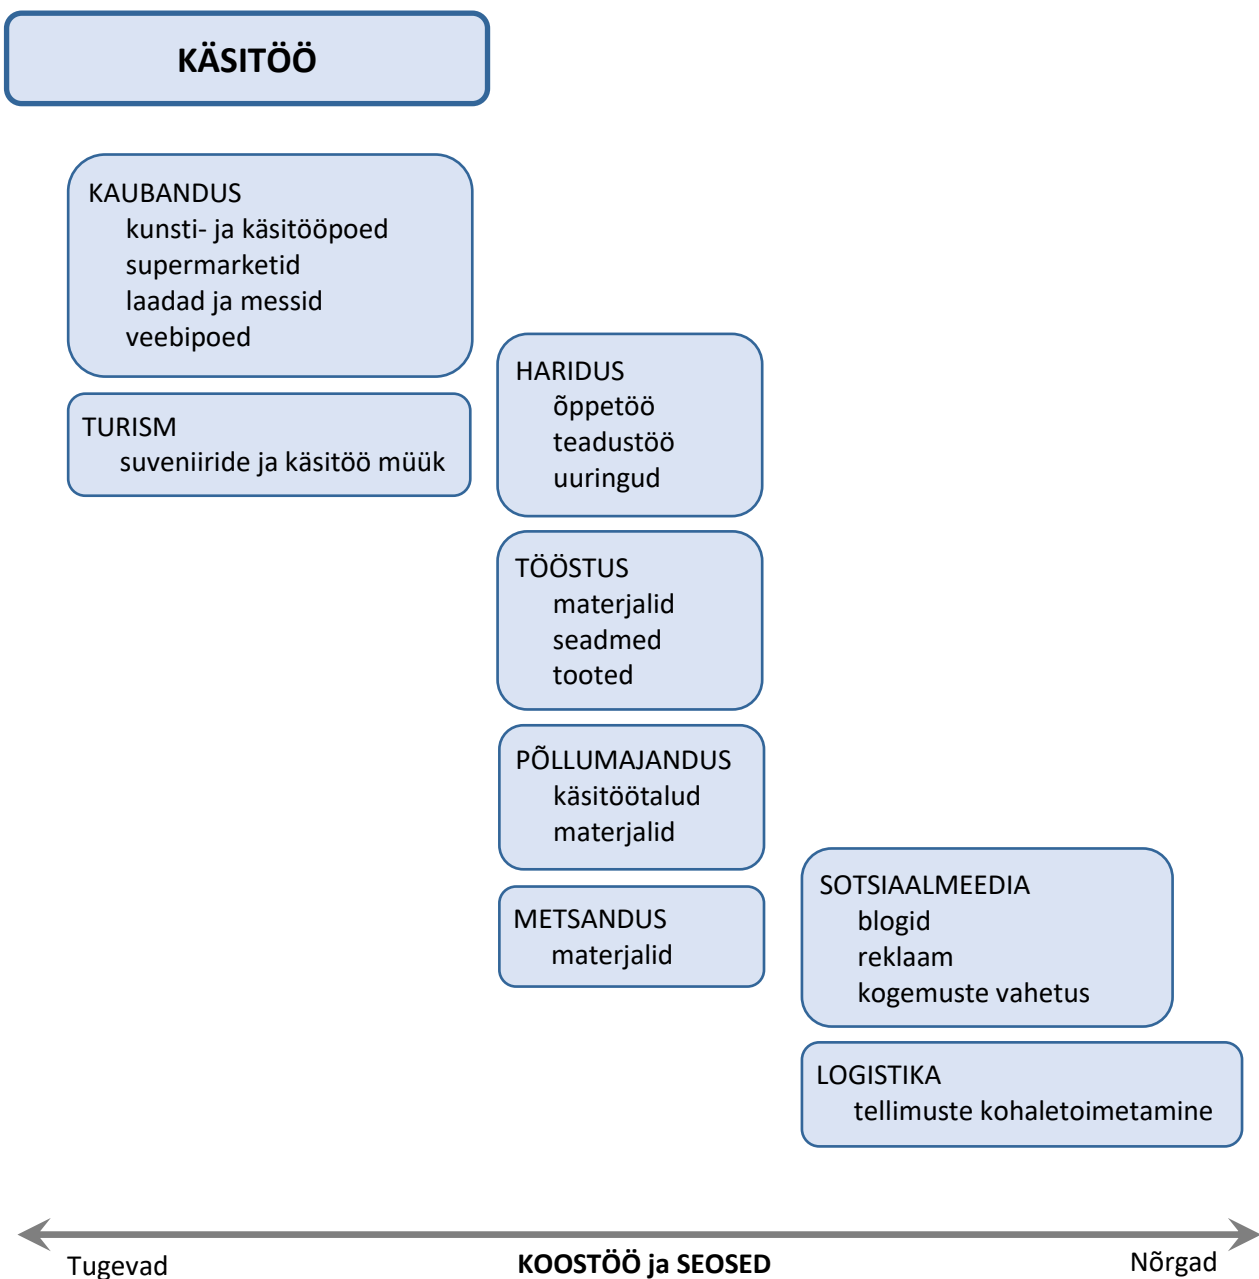 KÄSITÖÖ
KAUBANDUS
kunsti- ja käsitööpoed
supermarketid
laadad ja messid
veebipoed
TURISM
suveniiride ja käsitöö müük
HARIDUS
õppetöö
teadustöö
uuringud
TÖÖSTUS
materjalid
seadmed
tooted
PÕLLUMAJANDUS
käsitöötalud
materjalid
METSANDUS
materjalid
SOTSIAALMEEDIA
blogid
reklaam
kogemuste vahetus
LOGISTIKA
tellimuste kohaletoimetamine
Tugevad
KOOSTÖÖ ja SEOSED
Nõrgad